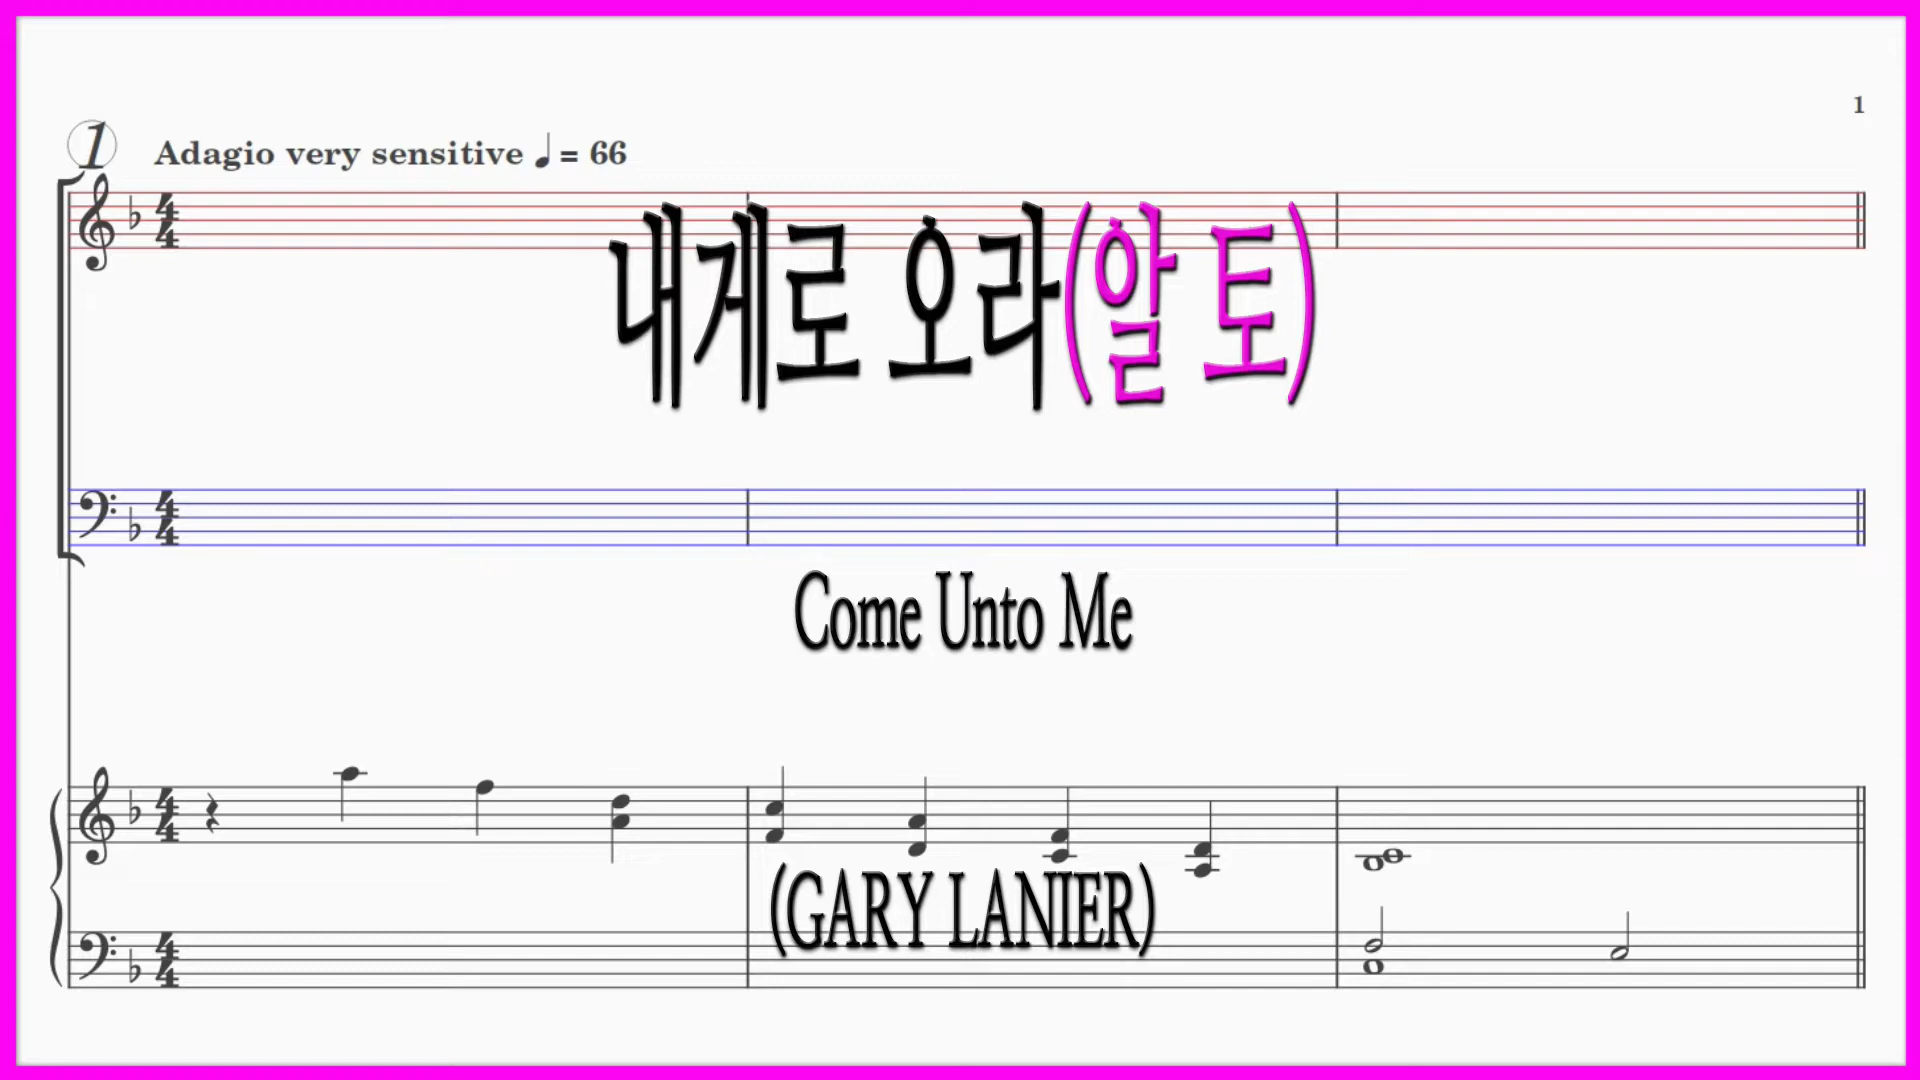 1
1
Adagio very sensitive ♩ = 66
내게로 오라(알토)
Come Unto Me
(GARY LANIER)